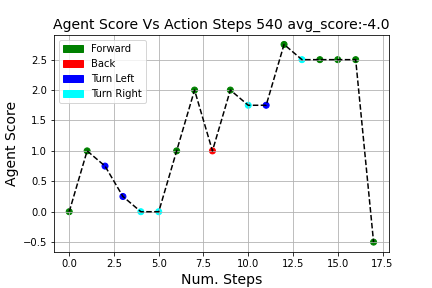 Agent Score Vs Action Steps 540 avg_score:-4.0
Forward
Back
Turn Left
Turn Right
Agent Score
2.5
2.0
1.5
1.0
0.5
0.0
−0.5
0.0 2.5 5.0 7.5 10.0 12.5 15.0 17.5
Num. Steps